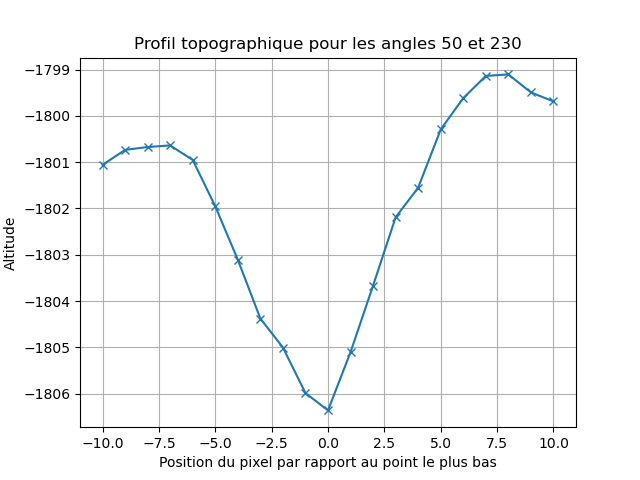 Profil topographique pour les angles 50 et 230
Altitude
−1799
−1800
−1801
−1802
−1803
−1804
−1805
−1806
−10.0 −7.5 −5.0 −2.5 0.0 2.5 5.0 7.5 10.0
Position du pixel par rapport au point le plus bas